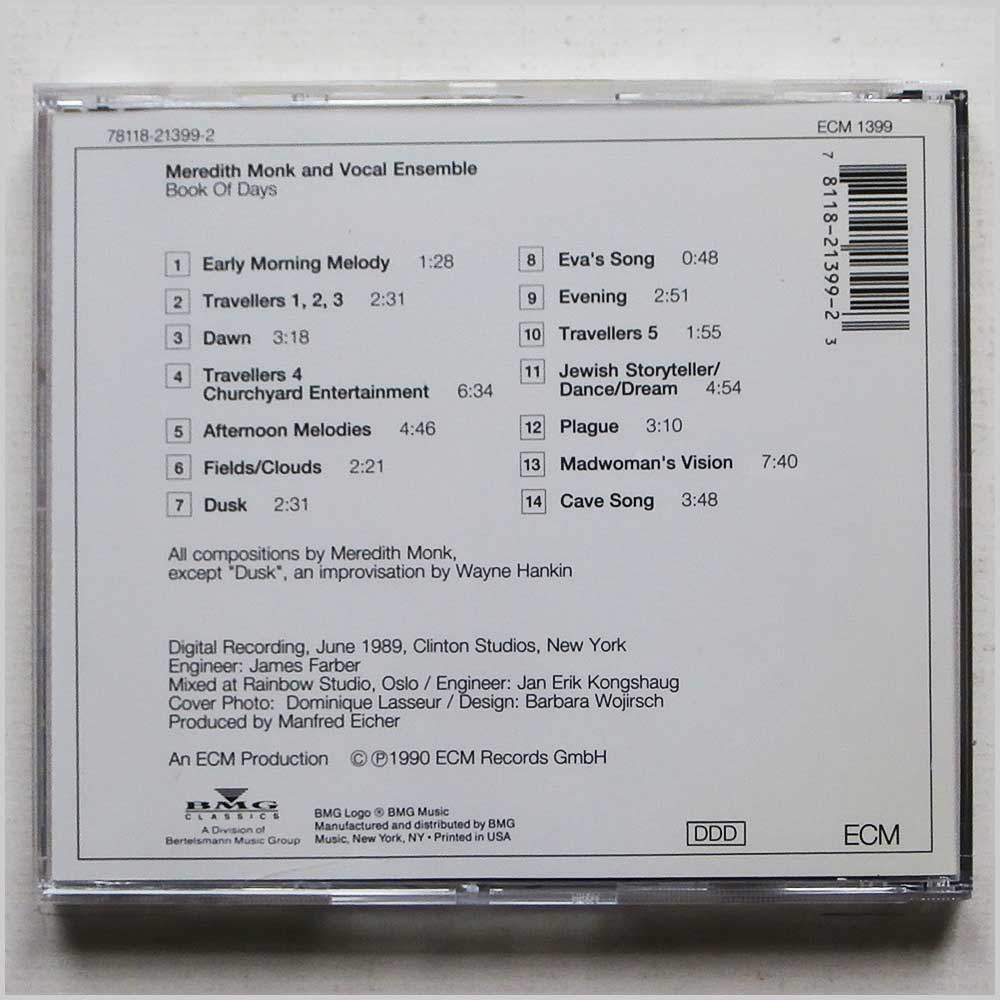 78118-21399-2
ECM 1399
7 8118-21399-2 3
Meredith Monk and Vocal Ensemble
Book Of Days
1 Early Morning Melody 1:28
2 Travellers 1, 2, 3 2:31
3 Dawn 3:18
4 Travellers 4
Churchyard Entertainment 6:34
5 Afternoon Melodies 4:46
6 Fields/Clouds 2:21
7 Dusk 2:31
8 Eva's Song 0:48
9 Evening 2:51
10 Travellers 5 1:55
11 Jewish Storyteller/
Dance/Dream 4:54
12 Plague 3:10
13 Madwoman's Vision 7:40
14 Cave Song 3:48
All compositions by Meredith Monk,
except "Dusk", an improvisation by Wayne Hankin
Digital Recording, June 1989, Clinton Studios, New York
Engineer: James Farber
Mixed at Rainbow Studio, Oslo / Engineer: Jan Erik Kongshaug
Cover Photo: Dominique Lasseur / Design: Barbara Wojirsch
Produced by Manfred Eicher
An ECM Production ©℗1990 ECM Records GmbH
BMG
CLASSICS
A Division of
Bertelsmann Music Group
BMG Logo ® BMG Music
Manufactured and distributed by BMG
Music, New York, NY • Printed in USA
DDD
ECM